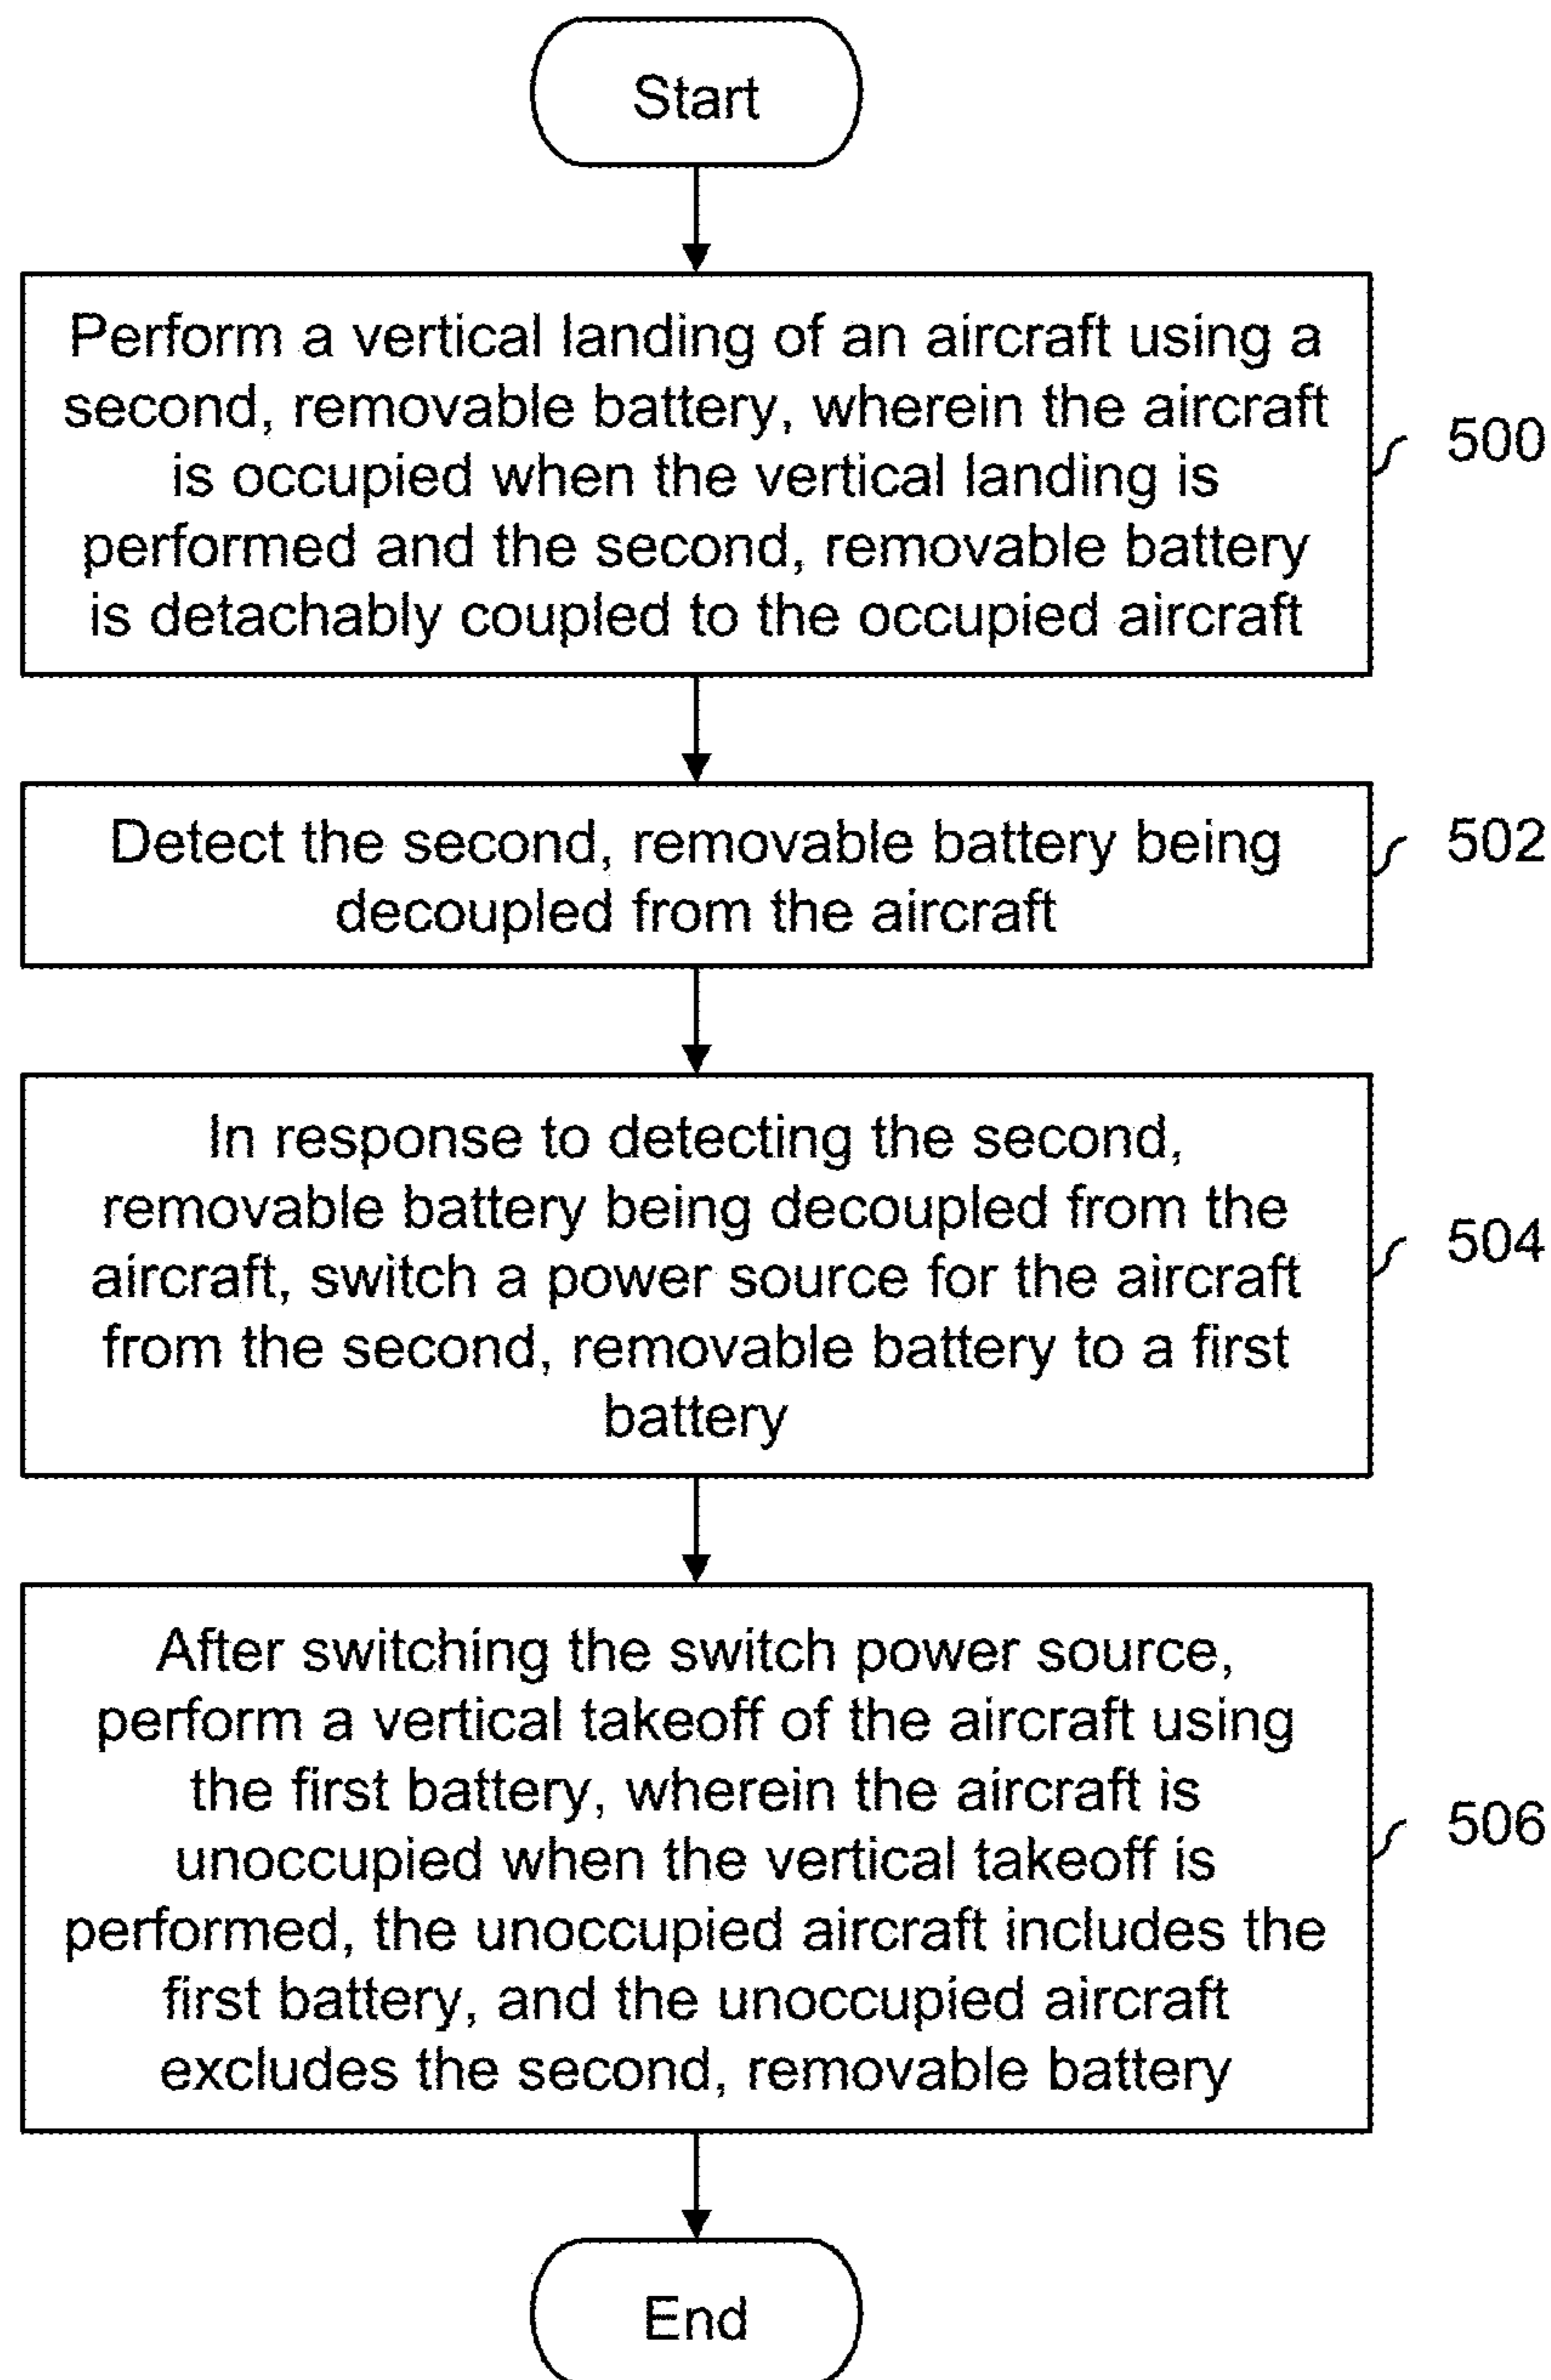 Start
Perform a vertical landing of an aircraft using a
second, removable battery, wherein the aircraft
is occupied when the vertical landing is
performed and the second, removable battery
is detachably coupled to the occupied aircraft
500
Detect the second, removable battery being
decoupled from the aircraft
502
In response to detecting the second,
removable battery being decoupled from the
aircraft, switch a power source for the aircraft
from the second, removable battery to a first
battery
504
After switching the switch power source,
perform a vertical takeoff of the aircraft using
the first battery, wherein the aircraft is
unoccupied when the vertical takeoff is
performed, the unoccupied aircraft includes the
first battery, and the unoccupied aircraft
excludes the second, removable battery
506
End